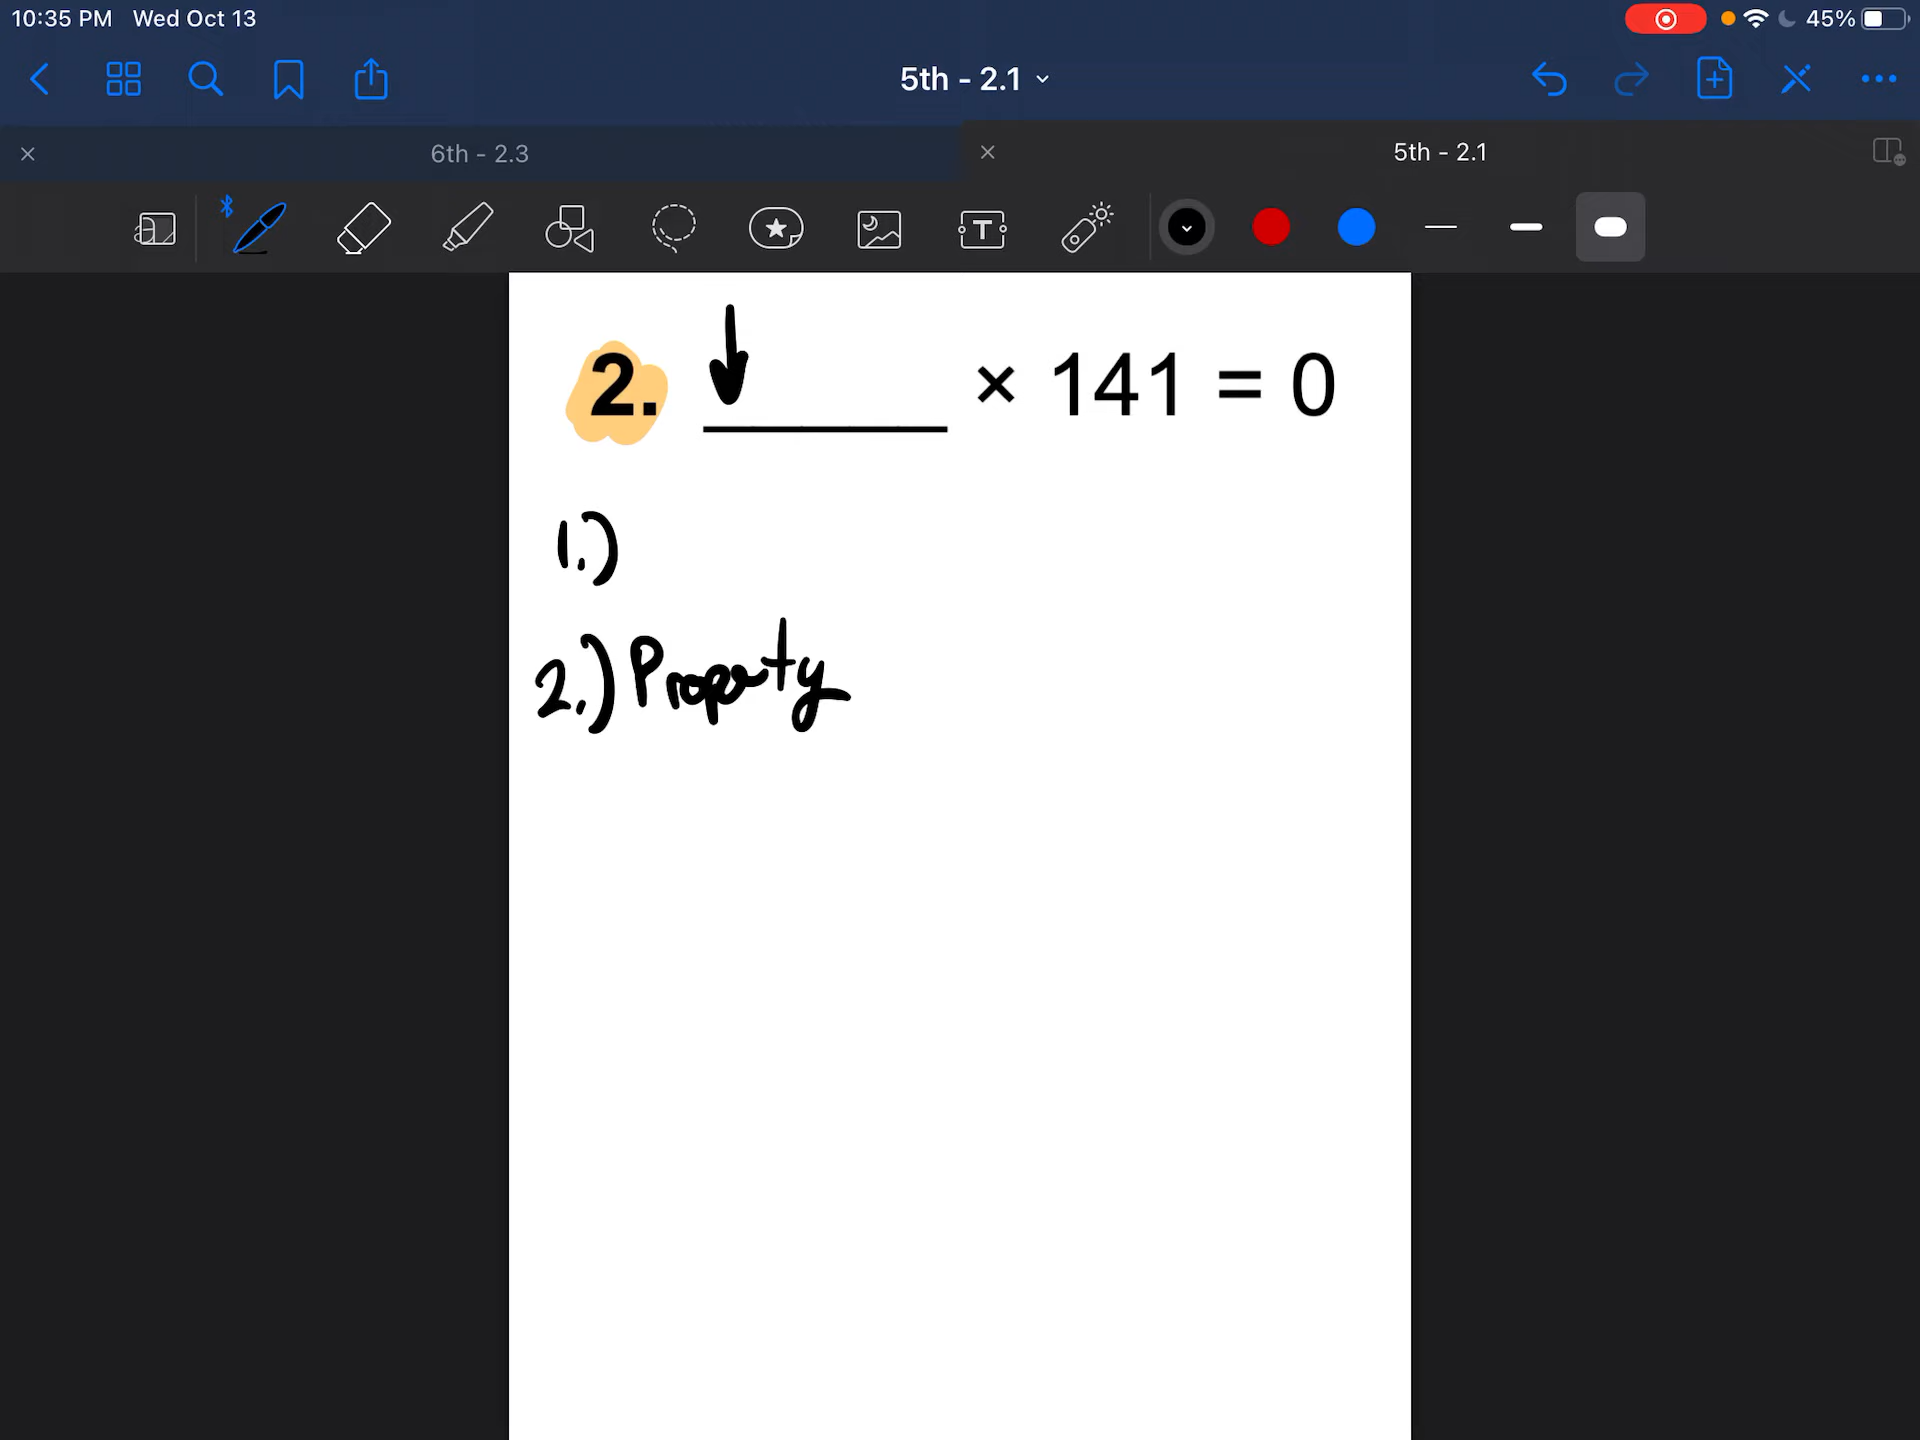 10:35 PM Wed Oct 13
45%
5th - 2.1
6th - 2.3
5th - 2.1
2. ______ × 141 = 0
1.)
2.) Property